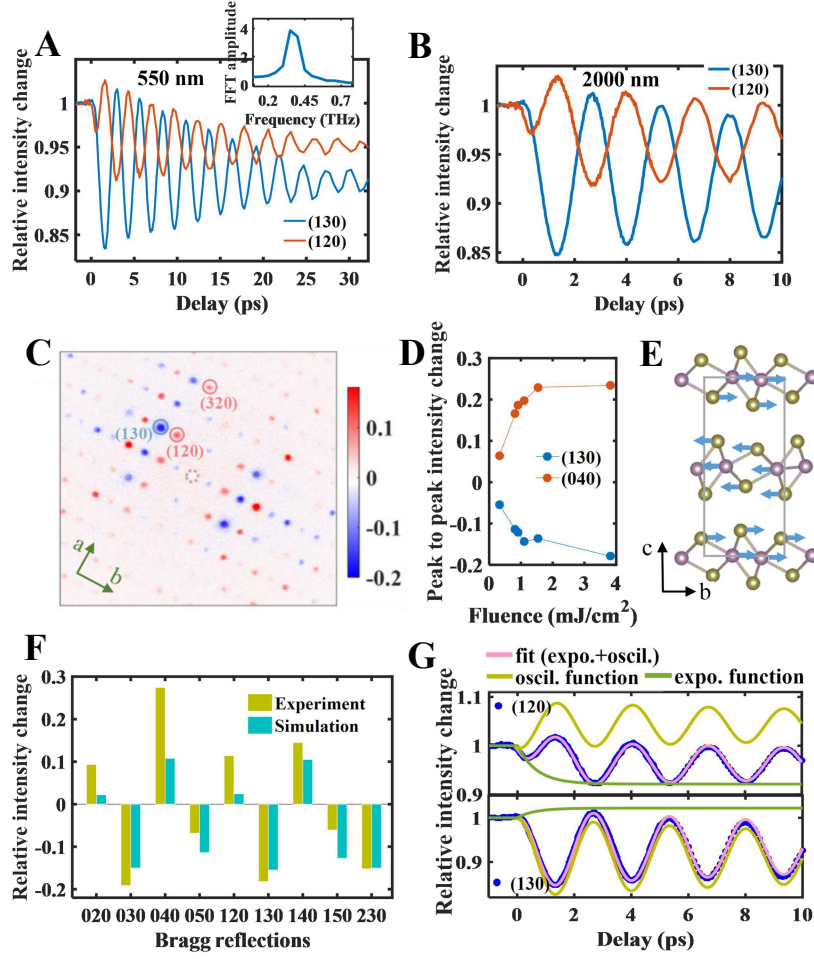 A
550 nm
FFT amplitude
4
2
0
0.2 0.45 0.7
Frequency (THz)
Relative intensity change
1
0.95
0.9
0.85
(130)
(120)
0 5 10 15 20 25 30
Delay (ps)
B
2000 nm
(130)
(120)
Relative intensity change
1
0.95
0.9
0.85
0 2 4 6 8 10
Delay (ps)
C
(320)
(130)
(120)
a
b
0.1
0
-0.1
-0.2
D
Peak to peak intensity change
0.3
0.2
0.1
0
-0.1
-0.2
(130)
(040)
0 1 2 3 4
Fluence (mJ/cm²)
E
c
b
F
Relative intensity change
0.3
0.2
0.1
0
-0.1
-0.2
Experiment
Simulation
020 030 040 050 120 130 140 150 230
Bragg reflections
G
fit (expo.+oscil.)
oscil. function
expo. function
Relative intensity change
1.1
1
0.9
(120)
1
0.9
(130)
0 2 4 6 8 10
Delay (ps)